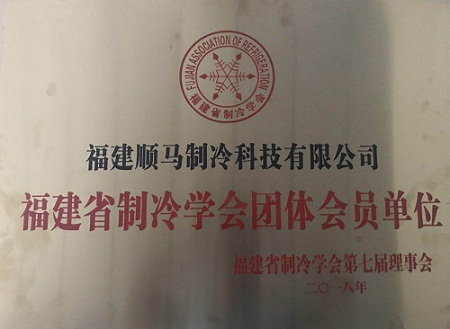 FUJIAN ASSOCIATION OF REFRIGERATION
福建省制冷学会
福建顺马制冷科技有限公司
福建省制冷学会团体会员单位
福建省制冷学会第七届理事会
二〇一八年